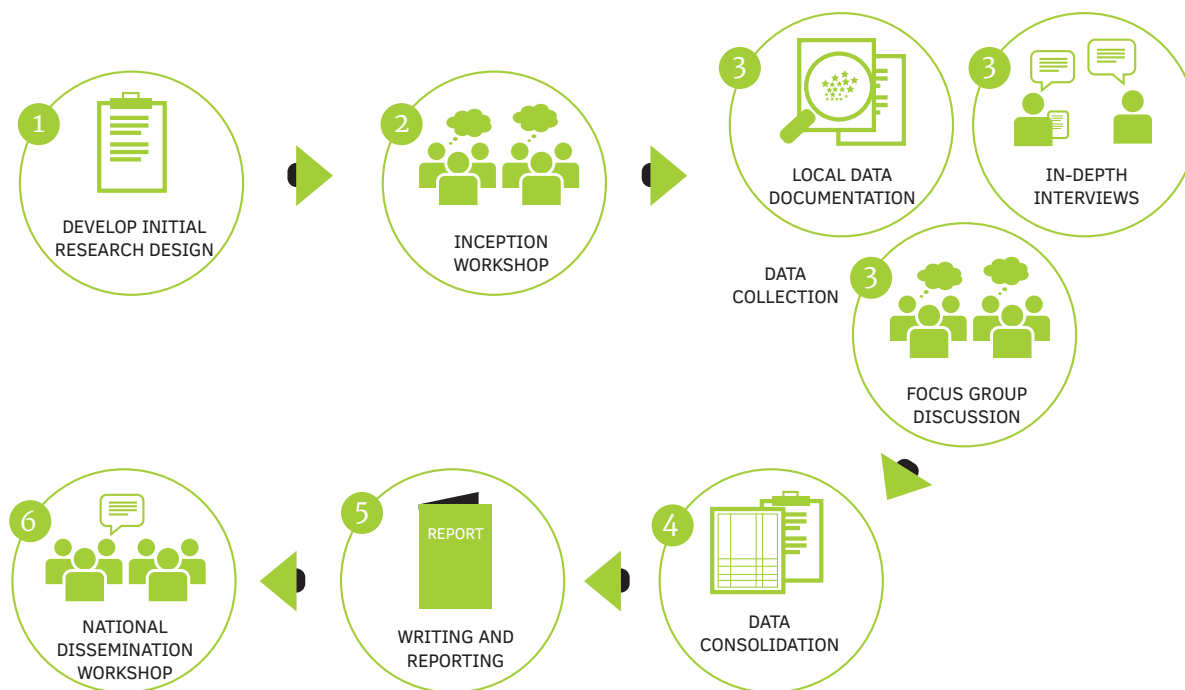 1
DEVELOP INITIAL
RESEARCH DESIGN
2
INCEPTION
WORKSHOP
3
LOCAL DATA
DOCUMENTATION
3
IN-DEPTH
INTERVIEWS
DATA
COLLECTION
3
FOCUS GROUP
DISCUSSION
4
DATA
CONSOLIDATION
5
REPORT
WRITING AND
REPORTING
6
NATIONAL
DISSEMINATION
WORKSHOP